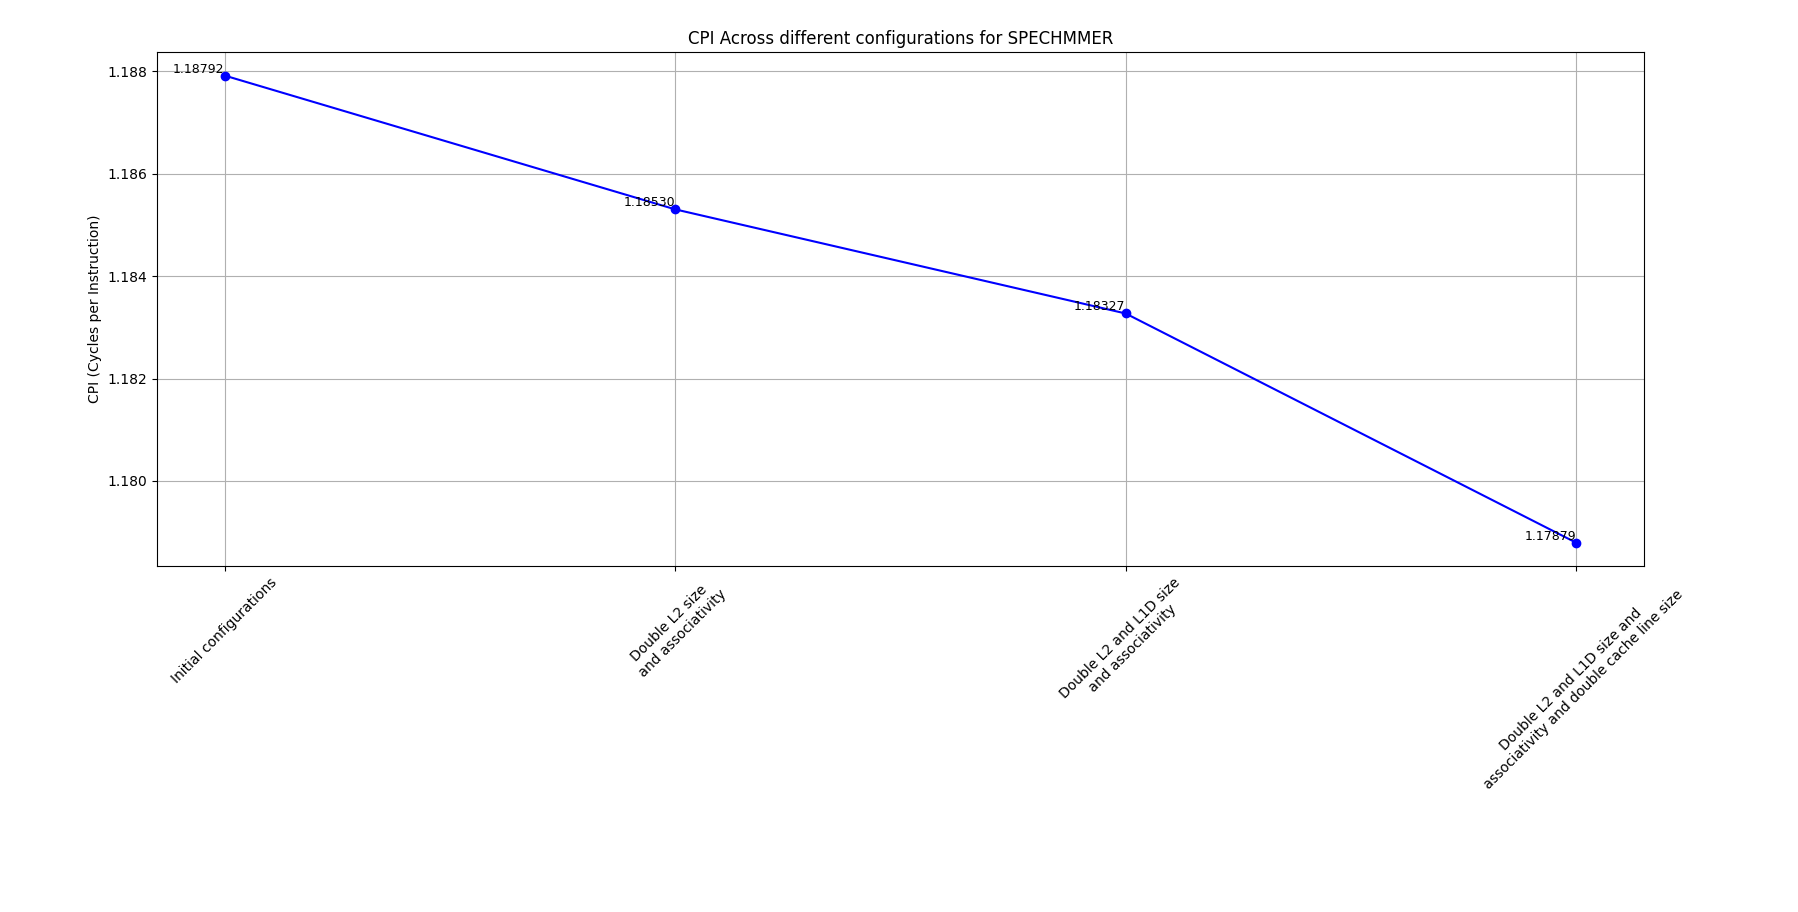 CPI Across different configurations for SPECHMMER
CPI (Cycles per Instruction)
1.188
1.186
1.184
1.182
1.180
1.18792
1.18530
1.18327
1.17879
Initial configurations
Double L2 size
and associativity
Double L2 and L1D size
and associativity
Double L2 and L1D size and
associativity and double cache line size